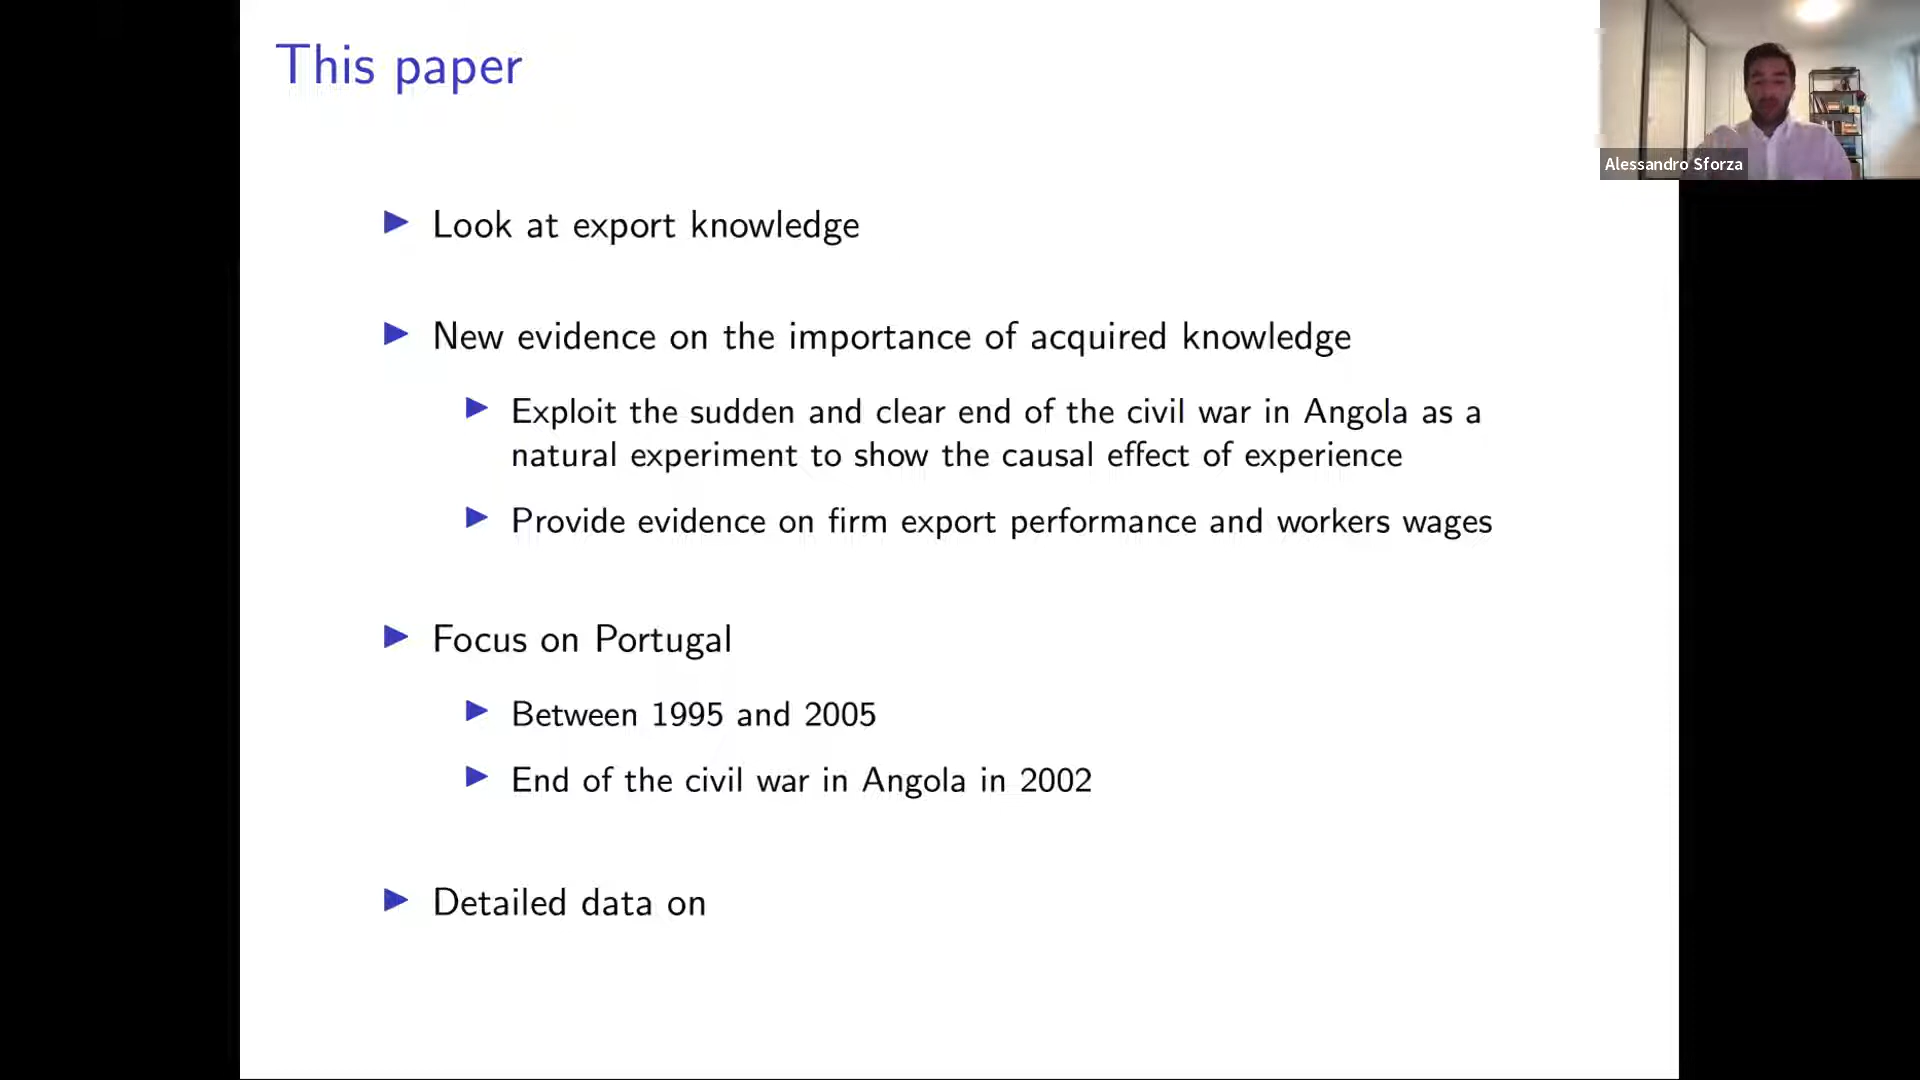 This paper
Alessandro Sforza
Look at export knowledge
New evidence on the importance of acquired knowledge
Exploit the sudden and clear end of the civil war in Angola as a
natural experiment to show the causal effect of experience
Provide evidence on firm export performance and workers wages
Focus on Portugal
Between 1995 and 2005
End of the civil war in Angola in 2002
Detailed data on